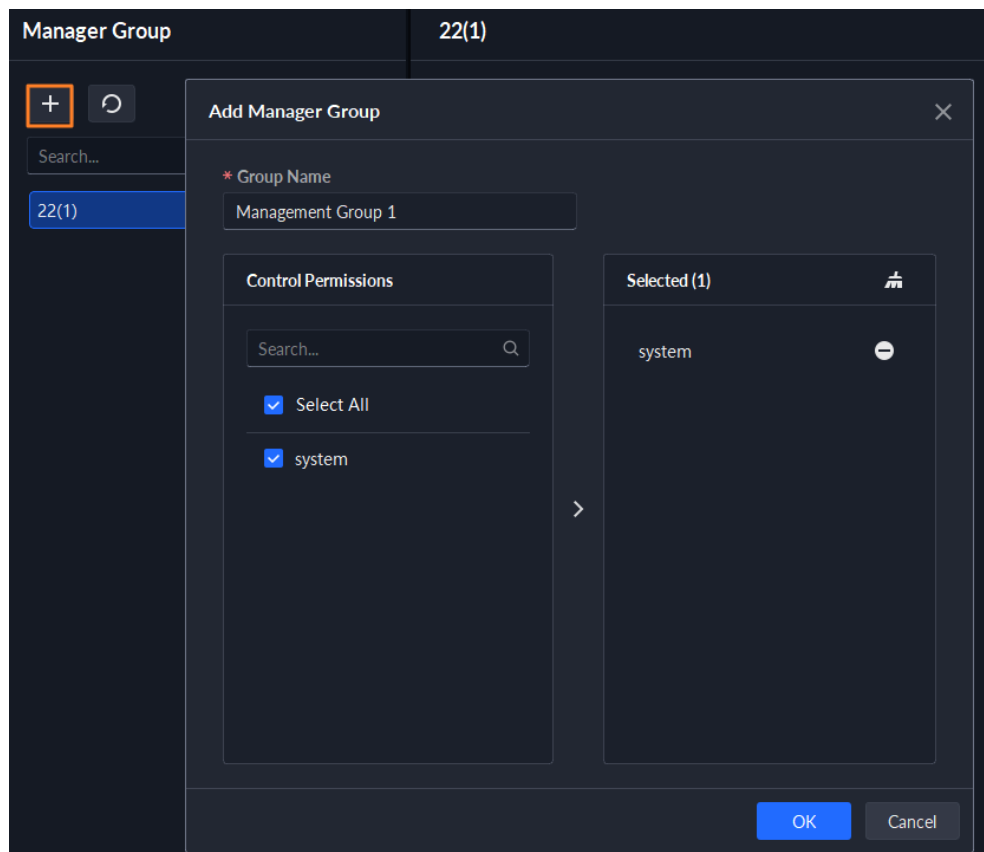 Manager Group
22(1)
Add Manager Group
Search...
22(1)
* Group Name
Management Group 1
Control Permissions
Search...
Select All
system
Selected (1)
system
OK
Cancel